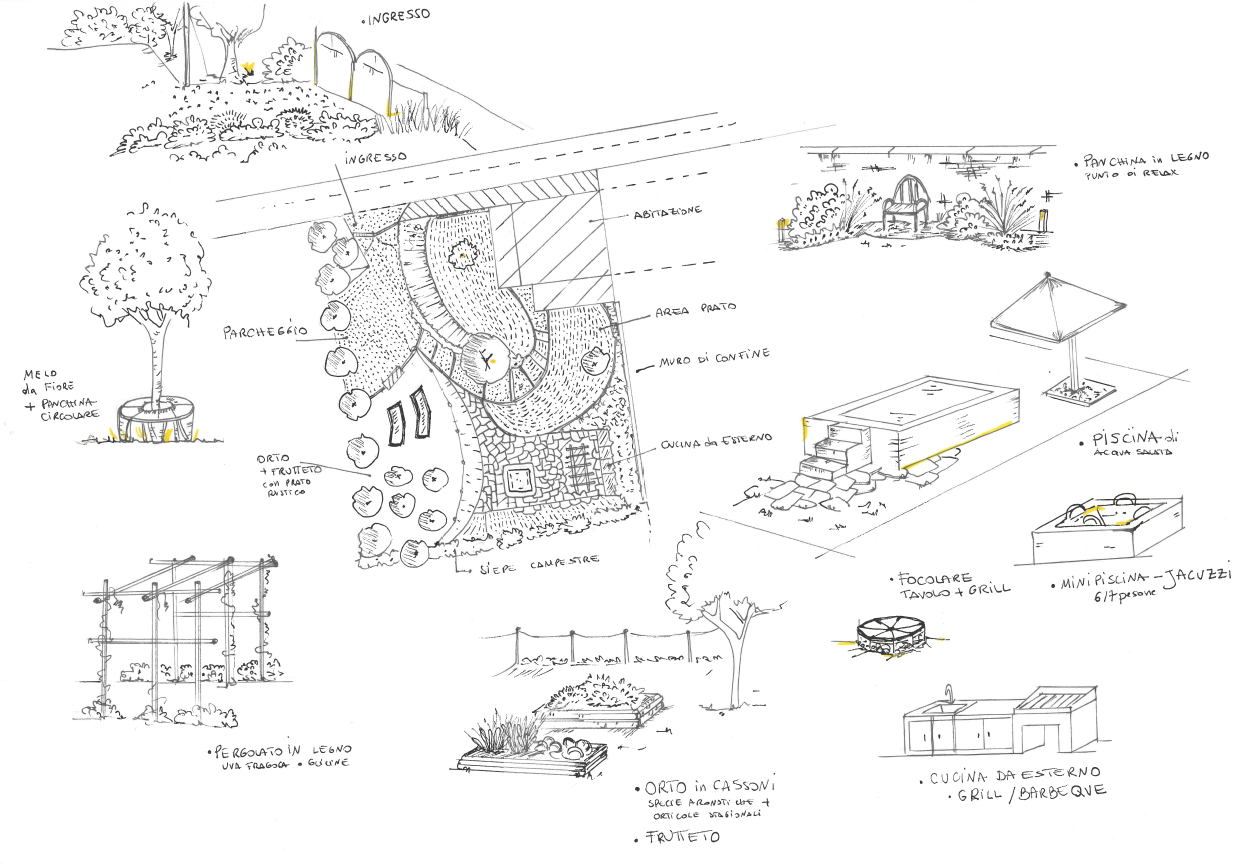 • INGRESSO
INGRESSO
• PANCHINA in LEGNO
PUNTO di RELAX
ABITAZIONE
AREA PRATO
PARCHEGGIO
MURO DI CONFINE
MELO
da FIORE
+ PANCHINA
CIRCOLARE
CUCINA da ESTERNO
• PISCINA di
ACQUA SALATA
ORTO
+ FRUTTETO
con PRATO
RUSTICO
SIEPE CAMPESTRE
• FOCOLARE
TAVOLO + GRILL
• MINIPISCINA - JACUZZI
6/7 persone
• PERGOLATO IN LEGNO
UVA FRAGOLA o GLICINE
• ORTO in CASSONI
SPECIE AROMATICHE +
ORTICOLE STAGIONALI
• FRUTTETO
• CUCINA DA ESTERNO
• GRILL / BARBEQUE